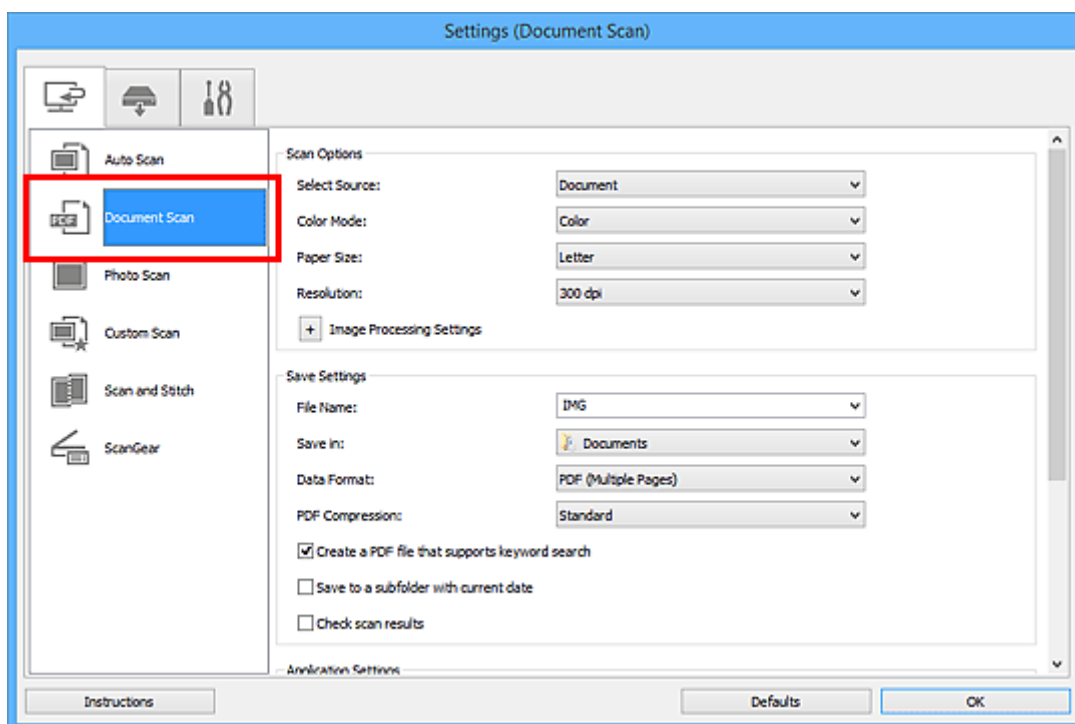 Settings (Document Scan)
Auto Scan
PDF Document Scan
Photo Scan
Custom Scan
Scan and Stitch
ScanGear
Scan Options
Select Source: Document
Color Mode: Color
Paper Size: Letter
Resolution: 300 dpi
+ Image Processing Settings
Save Settings
File Name: IMG
Save in: Documents
Data Format: PDF (Multiple Pages)
PDF Compression: Standard
Create a PDF file that supports keyword search
Save to a subfolder with current date
Check scan results
Application Settings
Instructions Defaults OK